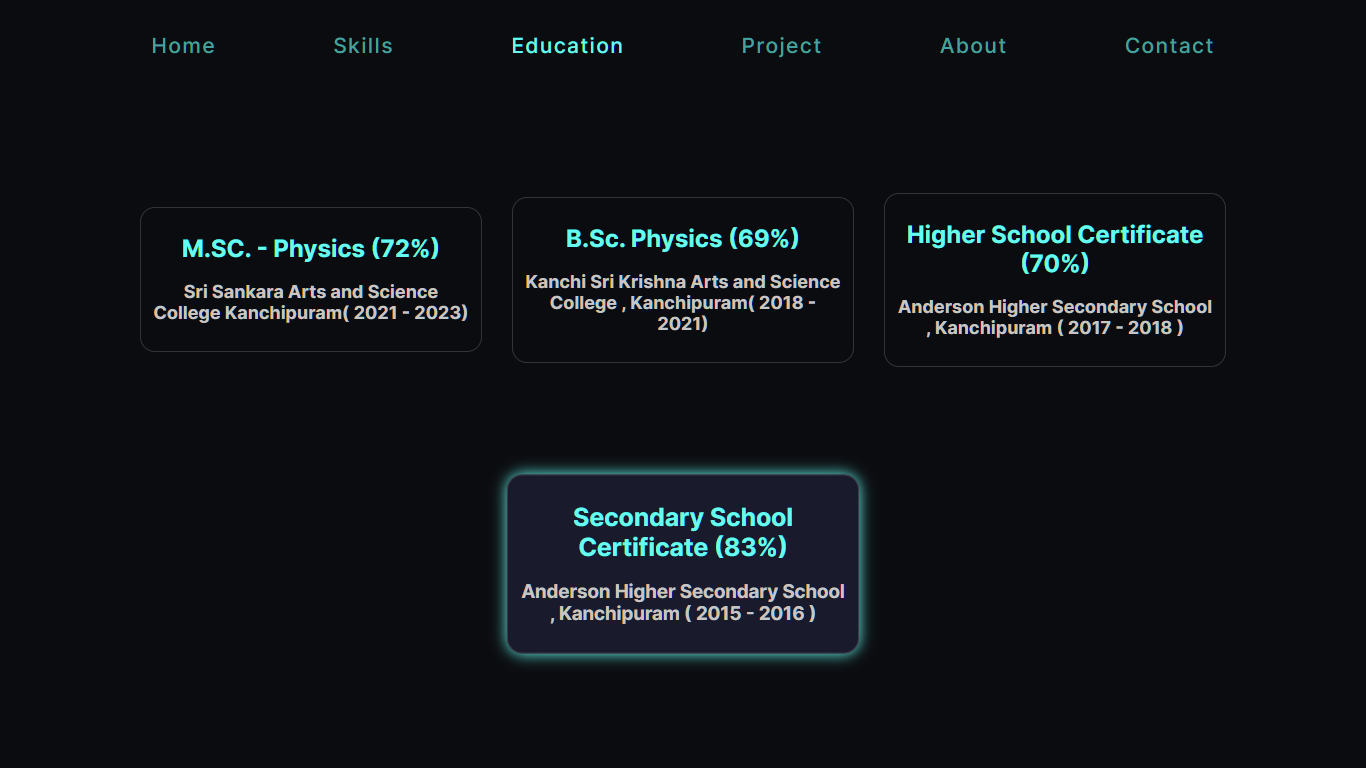 Home
Skills
Education
Project
About
Contact
M.SC. - Physics (72%)
Sri Sankara Arts and Science
College Kanchipuram( 2021 - 2023)
B.Sc. Physics (69%)
Kanchi Sri Krishna Arts and Science
College , Kanchipuram( 2018 -
2021)
Higher School Certificate
(70%)
Anderson Higher Secondary School
, Kanchipuram ( 2017 - 2018 )
Secondary School
Certificate (83%)
Anderson Higher Secondary School
, Kanchipuram ( 2015 - 2016 )